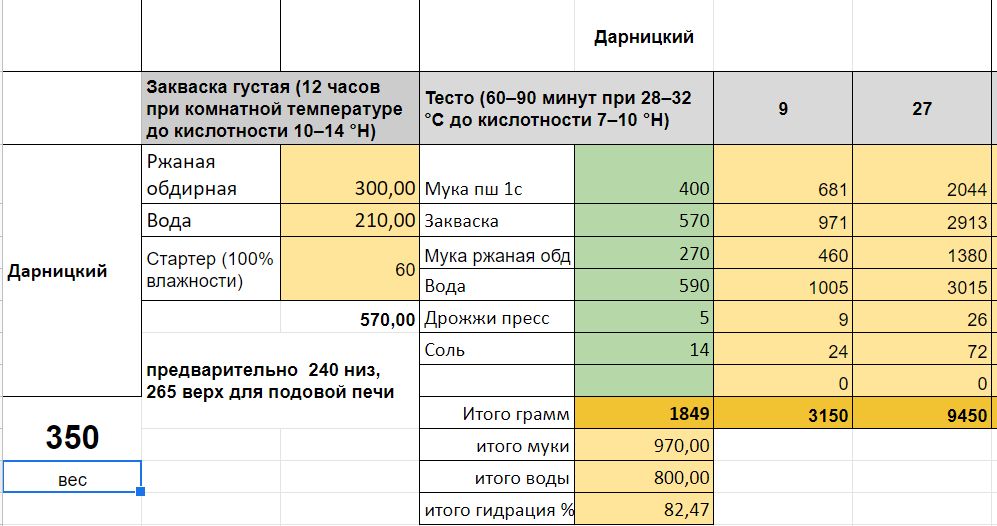 Дарницкий
Закваска густая (12 часов
при комнатной температуре
до кислотности 10–14 °Н)
Тесто (60–90 минут при 28–32
°С до кислотности 7–10 °Н)
9
27
Ржаная
обдирная
300,00
Мука пш 1с
400
681
2044
Вода
210,00
Закваска
570
971
2913
Дарницкий
Стартер (100%
влажности)
60
Мука ржаная обд
270
460
1380
Вода
590
1005
3015
570,00
Дрожжи пресс
5
9
26
предварительно 240 низ,
265 верх для подовой печи
Соль
14
24
72
0
0
Итого грамм
1849
3150
9450
350
вес
итого муки
970,00
итого воды
800,00
итого гидрация %
82,47